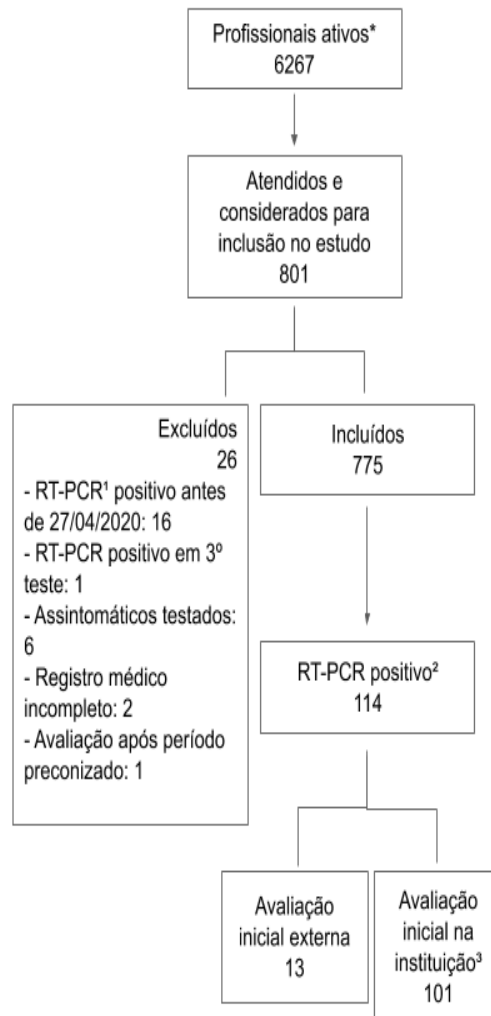 Profissionais ativos*
6267
Atendidos e
considerados para
inclusão no estudo
801
Excluídos
26
- RT-PCR¹ positivo antes
de 27/04/2020: 16
- RT-PCR positivo em 3º
teste: 1
- Assintomáticos testados:
6
- Registro médico
incompleto: 2
- Avaliação após período
preconizado: 1
Incluídos
775
RT-PCR positivo²
114
Avaliação
inicial externa
13
Avaliação
inicial na
instituição³
101